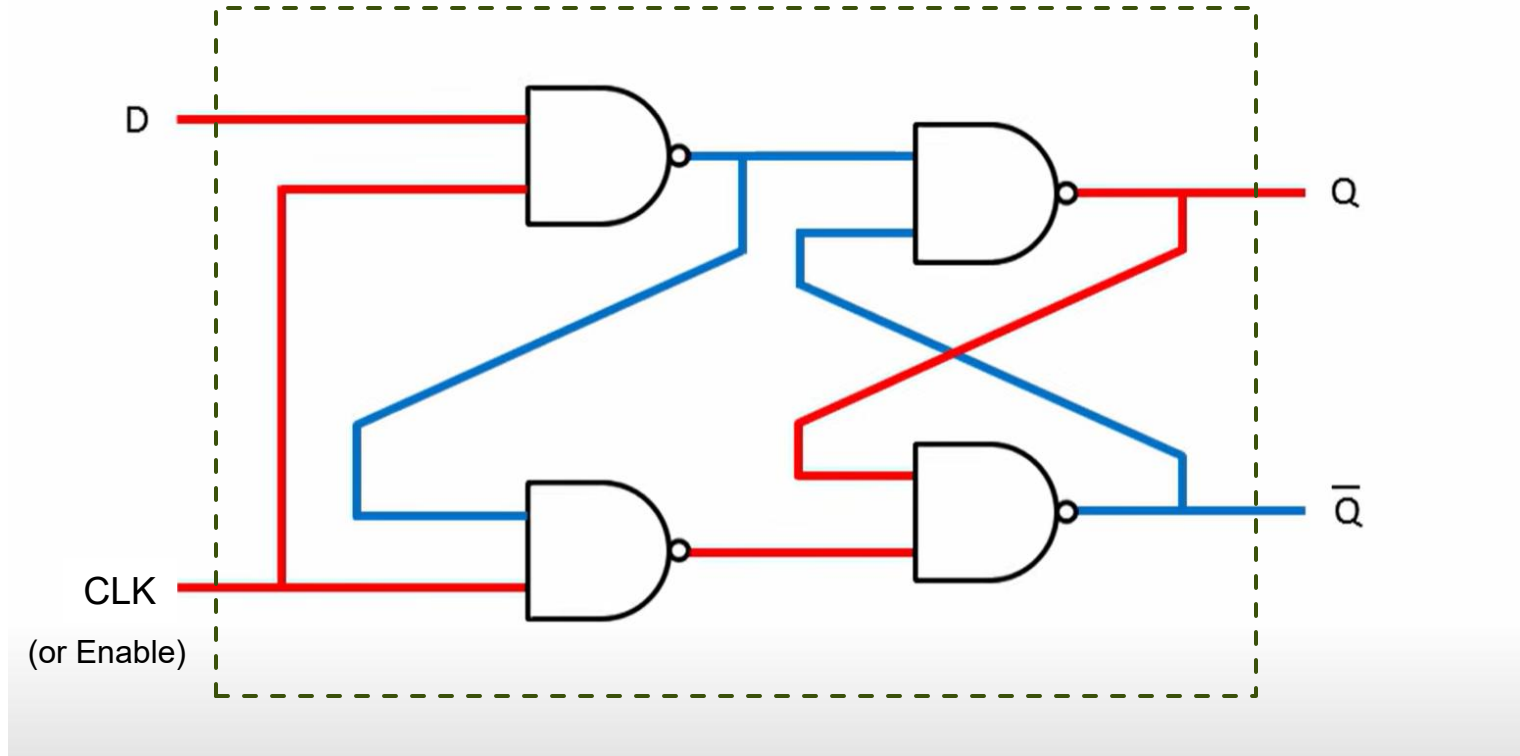 D
Q
Q̅
CLK
(or Enable)